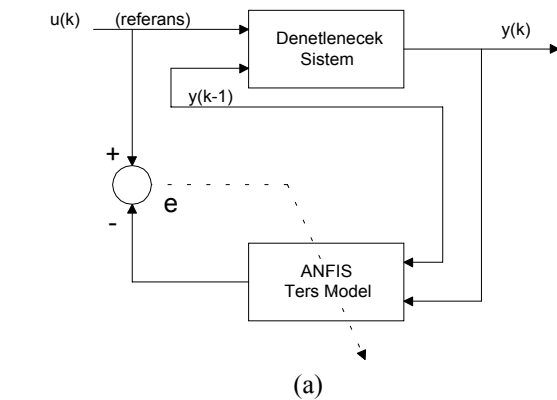 u(k) (referans)
Denetlenecek
Sistem
y(k)
y(k-1)
+
e
-
ANFIS
Ters Model
(a)